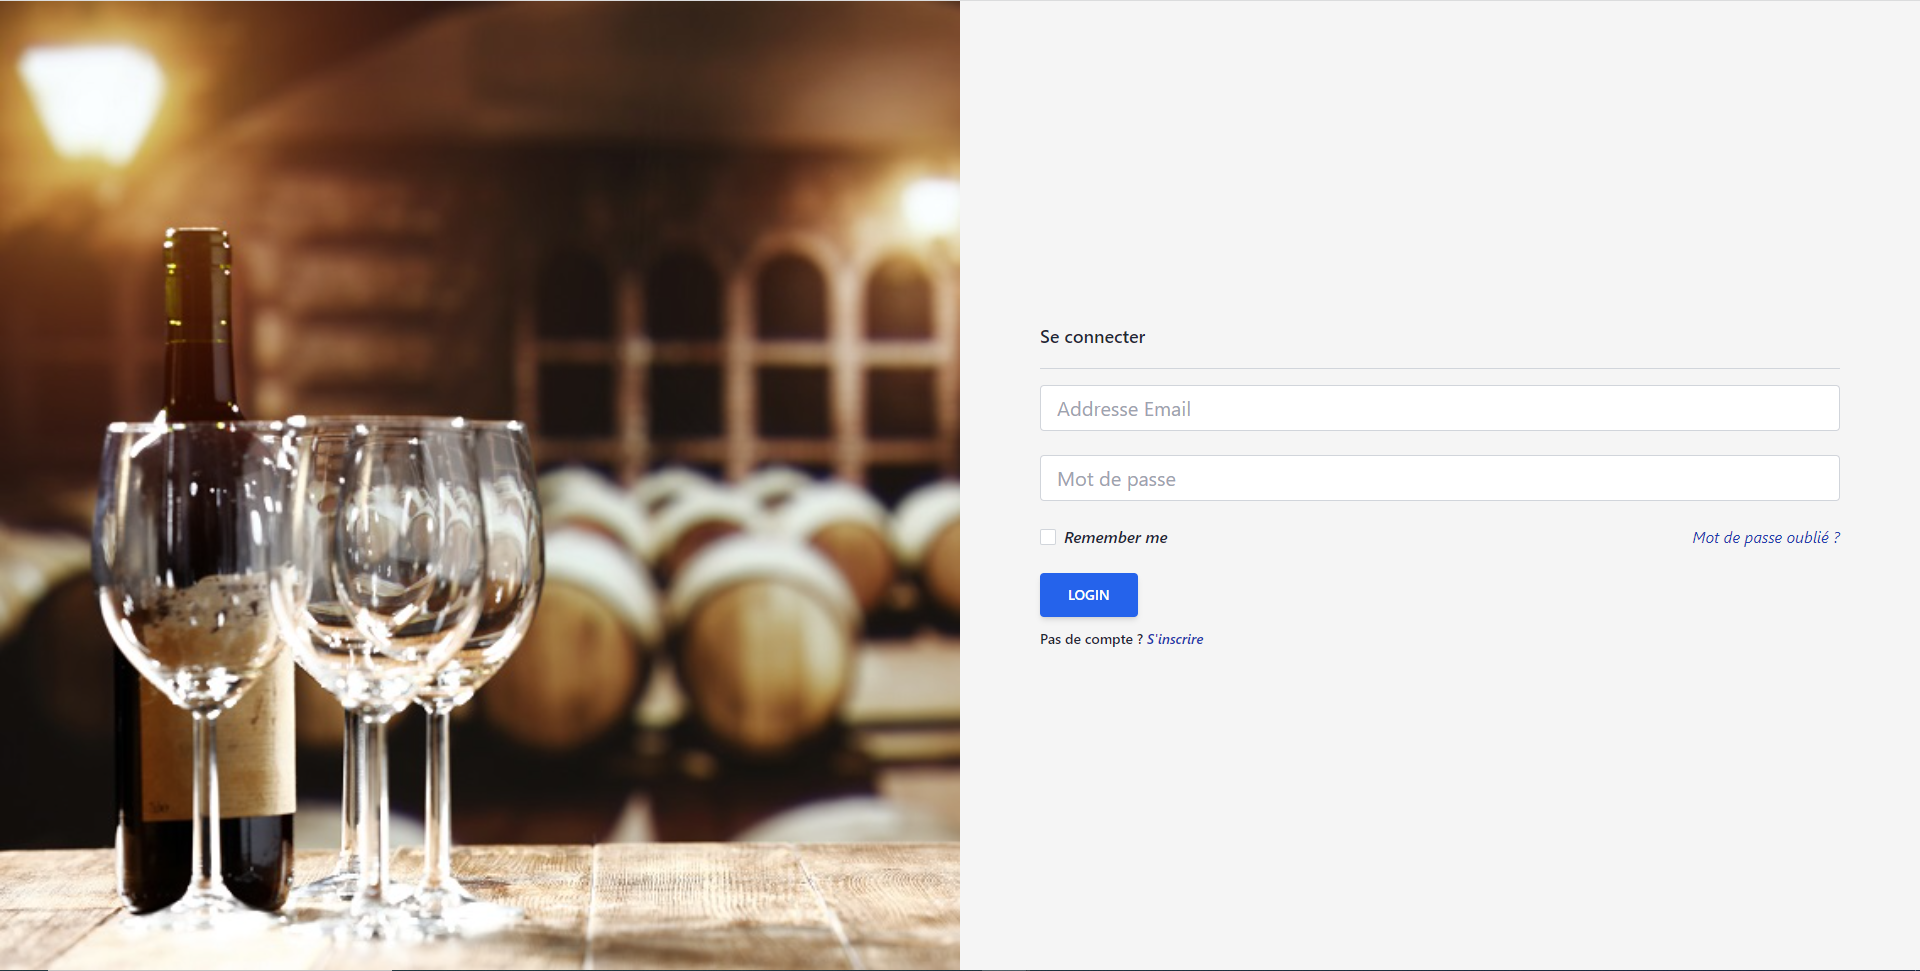 Se connecter
Addresse Email
Mot de passe
Remember me
Mot de passe oublié ?
LOGIN
Pas de compte ? S'inscrire